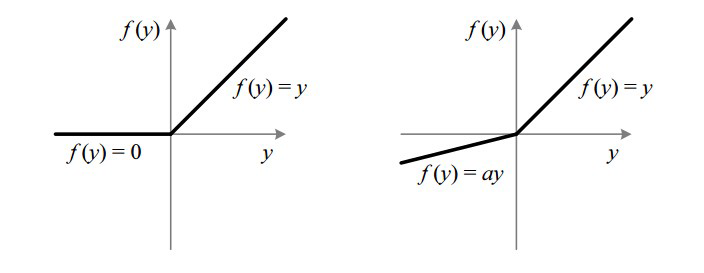 f(y)
f(y) = y
f(y) = 0
y
f(y)
f(y) = y
f(y) = ay
y